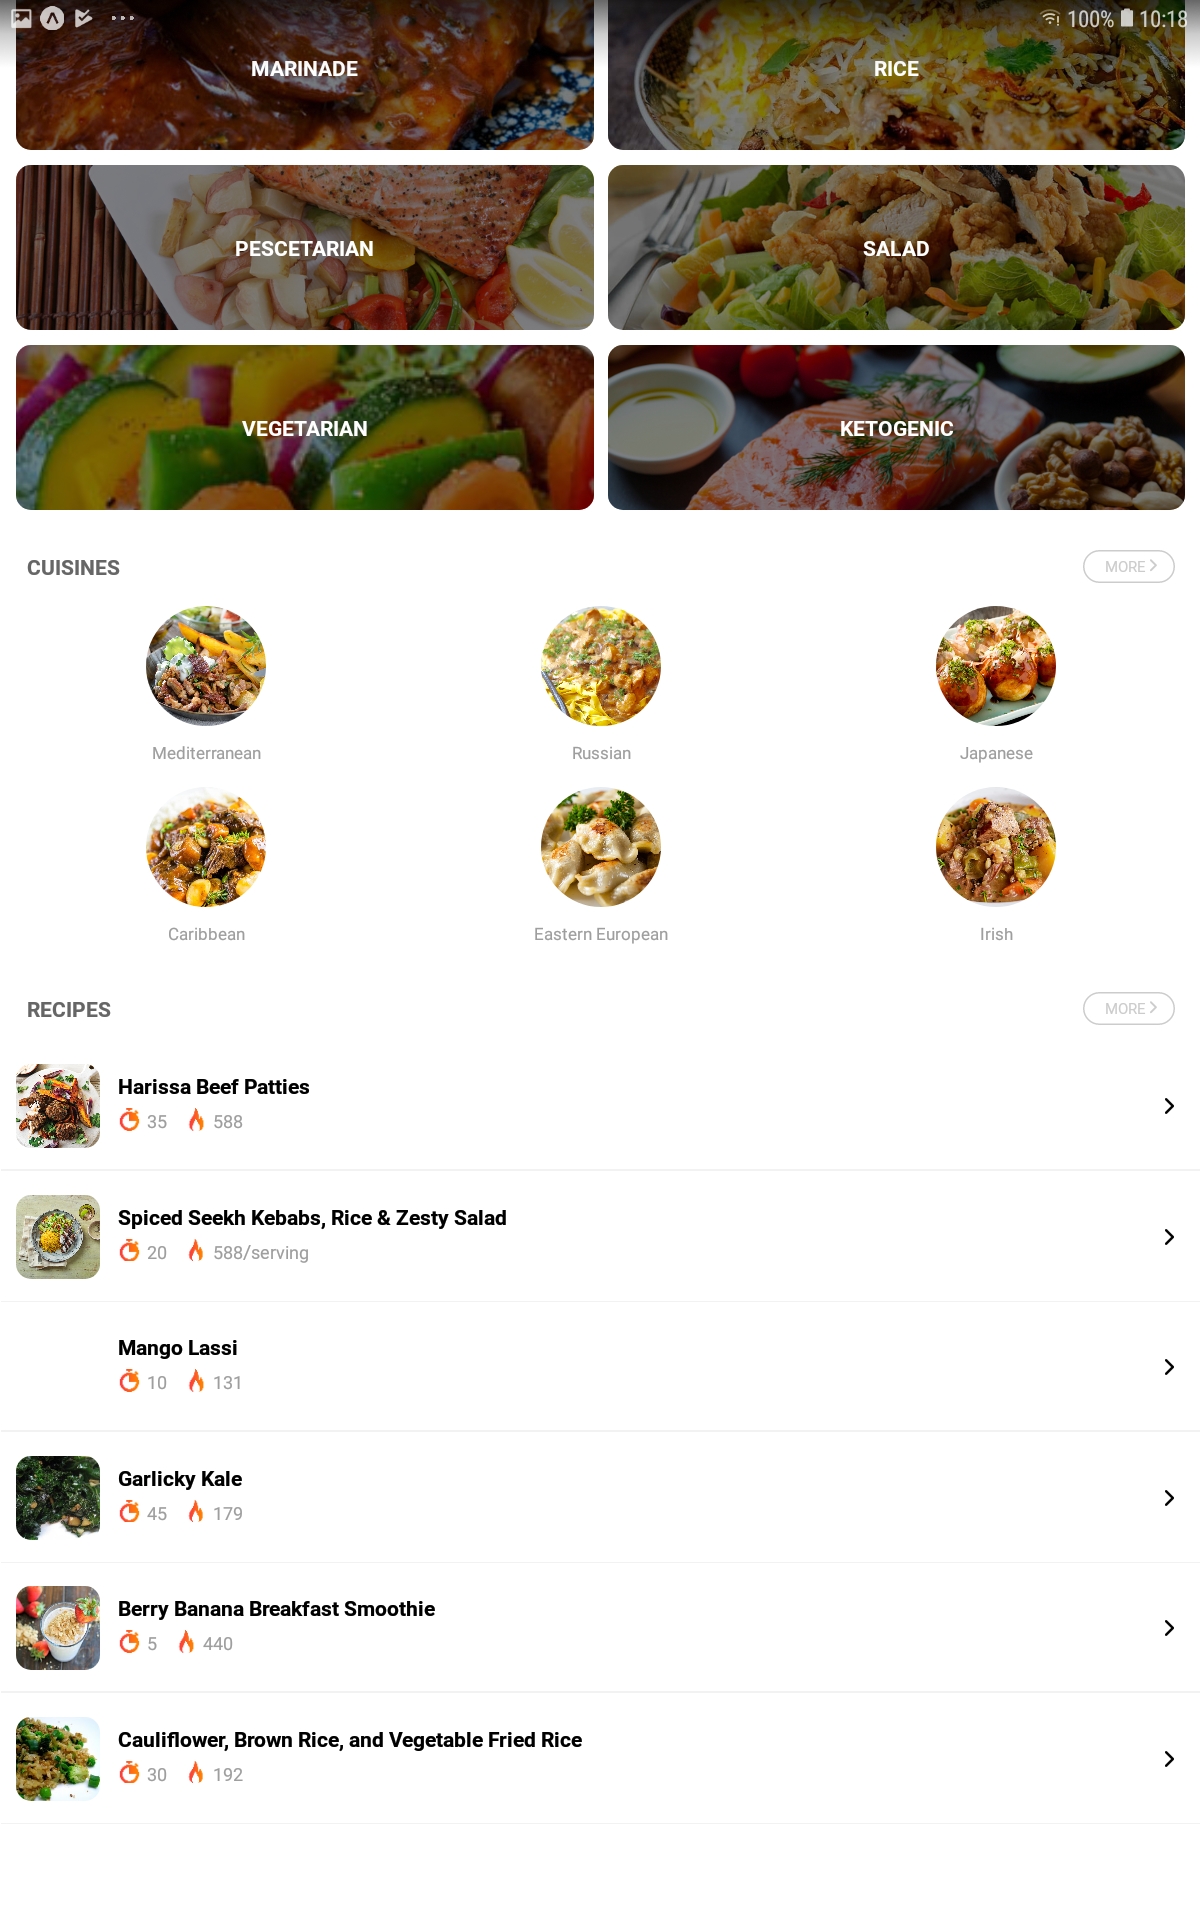 100% 10:18
MARINADE
RICE
PESCETARIAN
SALAD
VEGETARIAN
KETOGENIC
CUISINES
MORE
Mediterranean
Russian
Japanese
Caribbean
Eastern European
Irish
RECIPES
MORE
Harissa Beef Patties
35 588
Spiced Seekh Kebabs, Rice & Zesty Salad
20 588/serving
Mango Lassi
10 131
Garlicky Kale
45 179
Berry Banana Breakfast Smoothie
5 440
Cauliflower, Brown Rice, and Vegetable Fried Rice
30 192